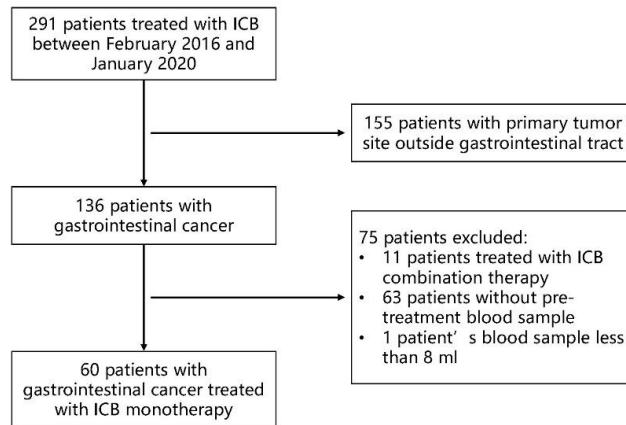 291 patients treated with ICB
between February 2016 and
January 2020
155 patients with primary tumor
site outside gastrointestinal tract
136 patients with
gastrointestinal cancer
75 patients excluded:
• 11 patients treated with ICB
combination therapy
• 63 patients without pre-
treatment blood sample
• 1 patient's blood sample less
than 8 ml
60 patients with
gastrointestinal cancer treated
with ICB monotherapy